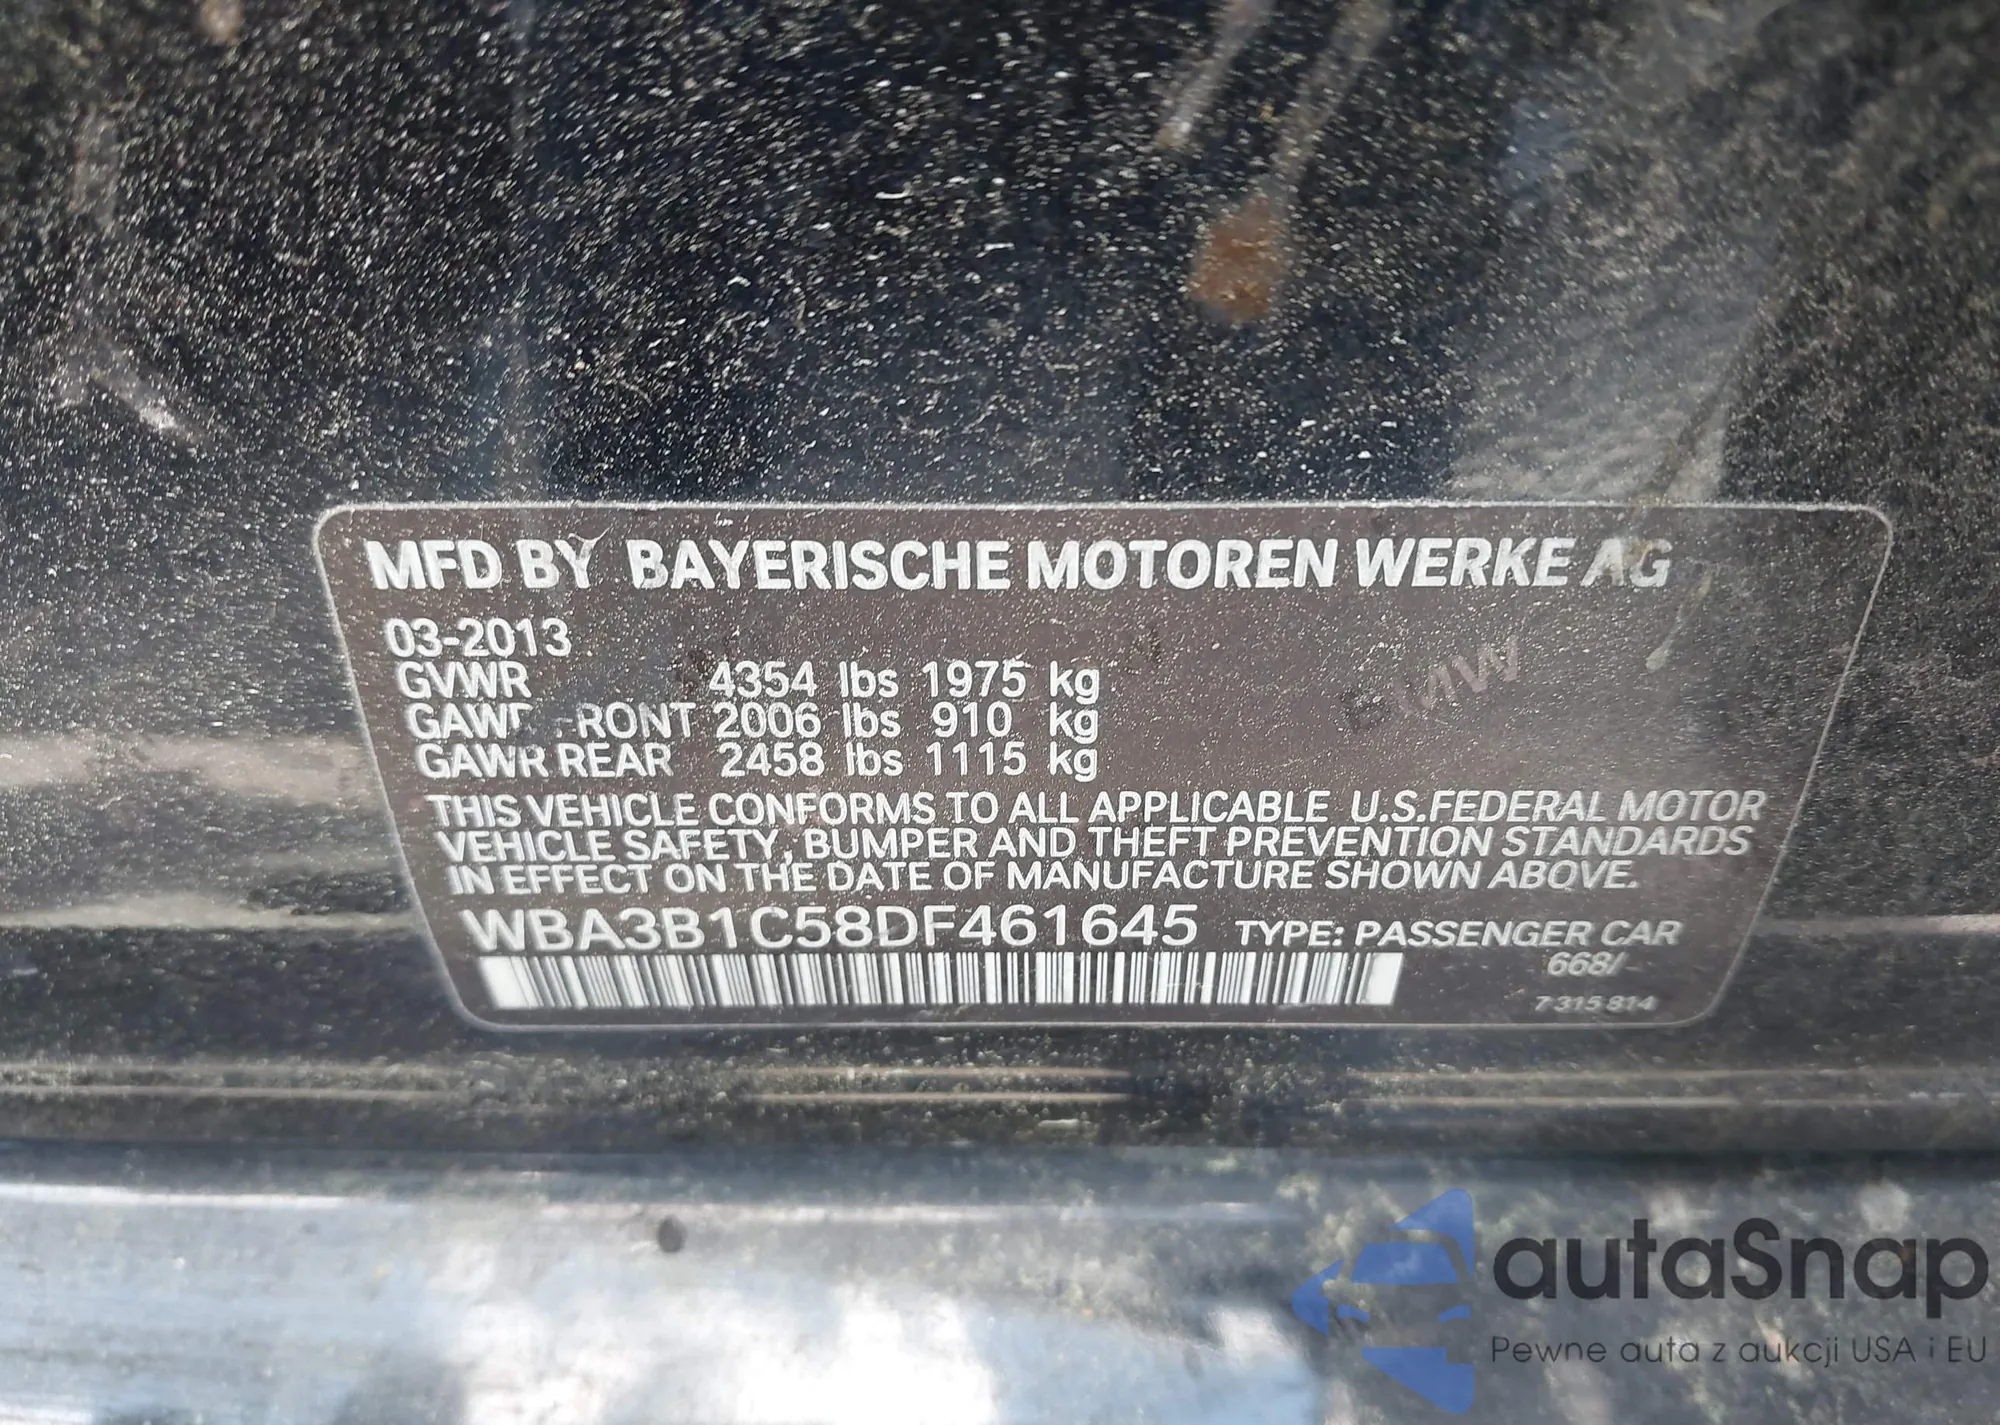 MFD BY BAYERISCHE MOTOREN WERKE AG
03-2013
GVWR 4354 lbs 1975 kg
GAWR FRONT 2006 lbs 910 kg
GAWR REAR 2458 lbs 1115 kg
THIS VEHICLE CONFORMS TO ALL APPLICABLE U.S.FEDERAL MOTOR
VEHICLE SAFETY, BUMPER AND THEFT PREVENTION STANDARDS
IN EFFECT ON THE DATE OF MANUFACTURE SHOWN ABOVE.
WBA3B1C58DF461645 TYPE: PASSENGER CAR
668/
7 315 814
BMW
autaSnap
Pewne auta z aukcji USA i EU